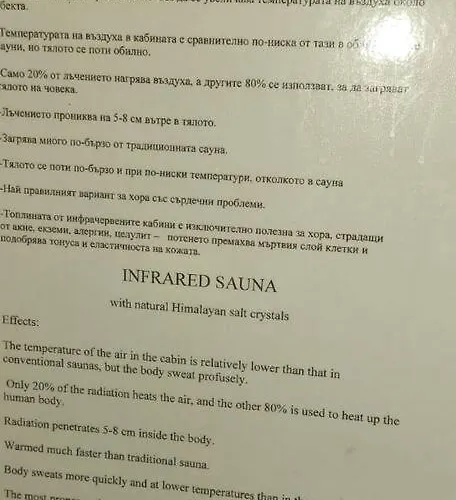 температурата на въздуха около
бекта.
Температурата на въздуха в кабината е сравнително по-ниска от тази в
ауни, но тялото се поти обилно.
Само 20% от лъчението нагрява въздуха, а другите 80% се използват, за да загряват
тялото на човека.
-Лъчението прониква на 5-8 см вътре в тялото.
-Загрява много по-бързо от традиционната сауна.
-Тялото се поти по-бързо и при по-ниски температури, отколкото в сауна
-Най правилният вариант за хора със сърдечни проблеми.
-Топлината от инфрачервените кабини е изключително полезна за хора, страдащи
от акне, екземи, алергии, целулит – потенето премахва мъртвия слой клетки и
подобрява тонуса и еластичността на кожата.
INFRARED SAUNA
with natural Himalayan salt crystals
Effects:
The temperature of the air in the cabin is relatively lower than that in
conventional saunas, but the body sweat profusely.
Only 20% of the radiation heats the air, and the other 80% is used to heat up the
human body.
Radiation penetrates 5-8 cm inside the body.
Warmed much faster than traditional sauna.
Body sweats more quickly and at lower temperatures than in
The most